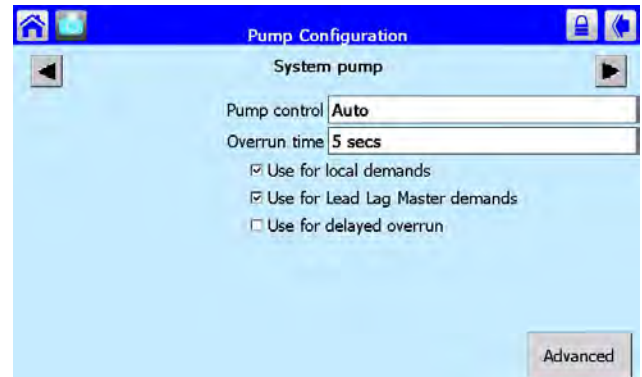 Pump Configuration
System pump
Pump control Auto
Overrun time 5 secs
Use for local demands
Use for Lead Lag Master demands
Use for delayed overrun
Advanced